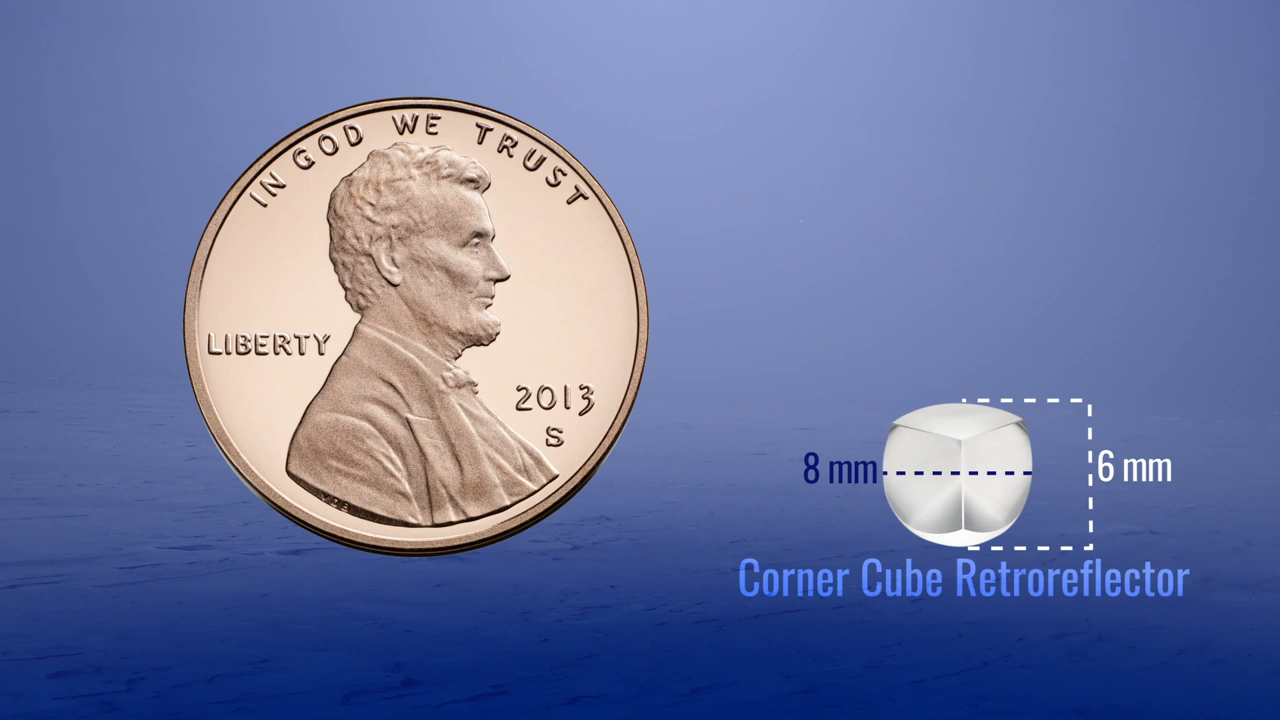 IN GOD WE TRUST
LIBERTY
2013
S
8 mm
6 mm
Corner Cube Retroreflector